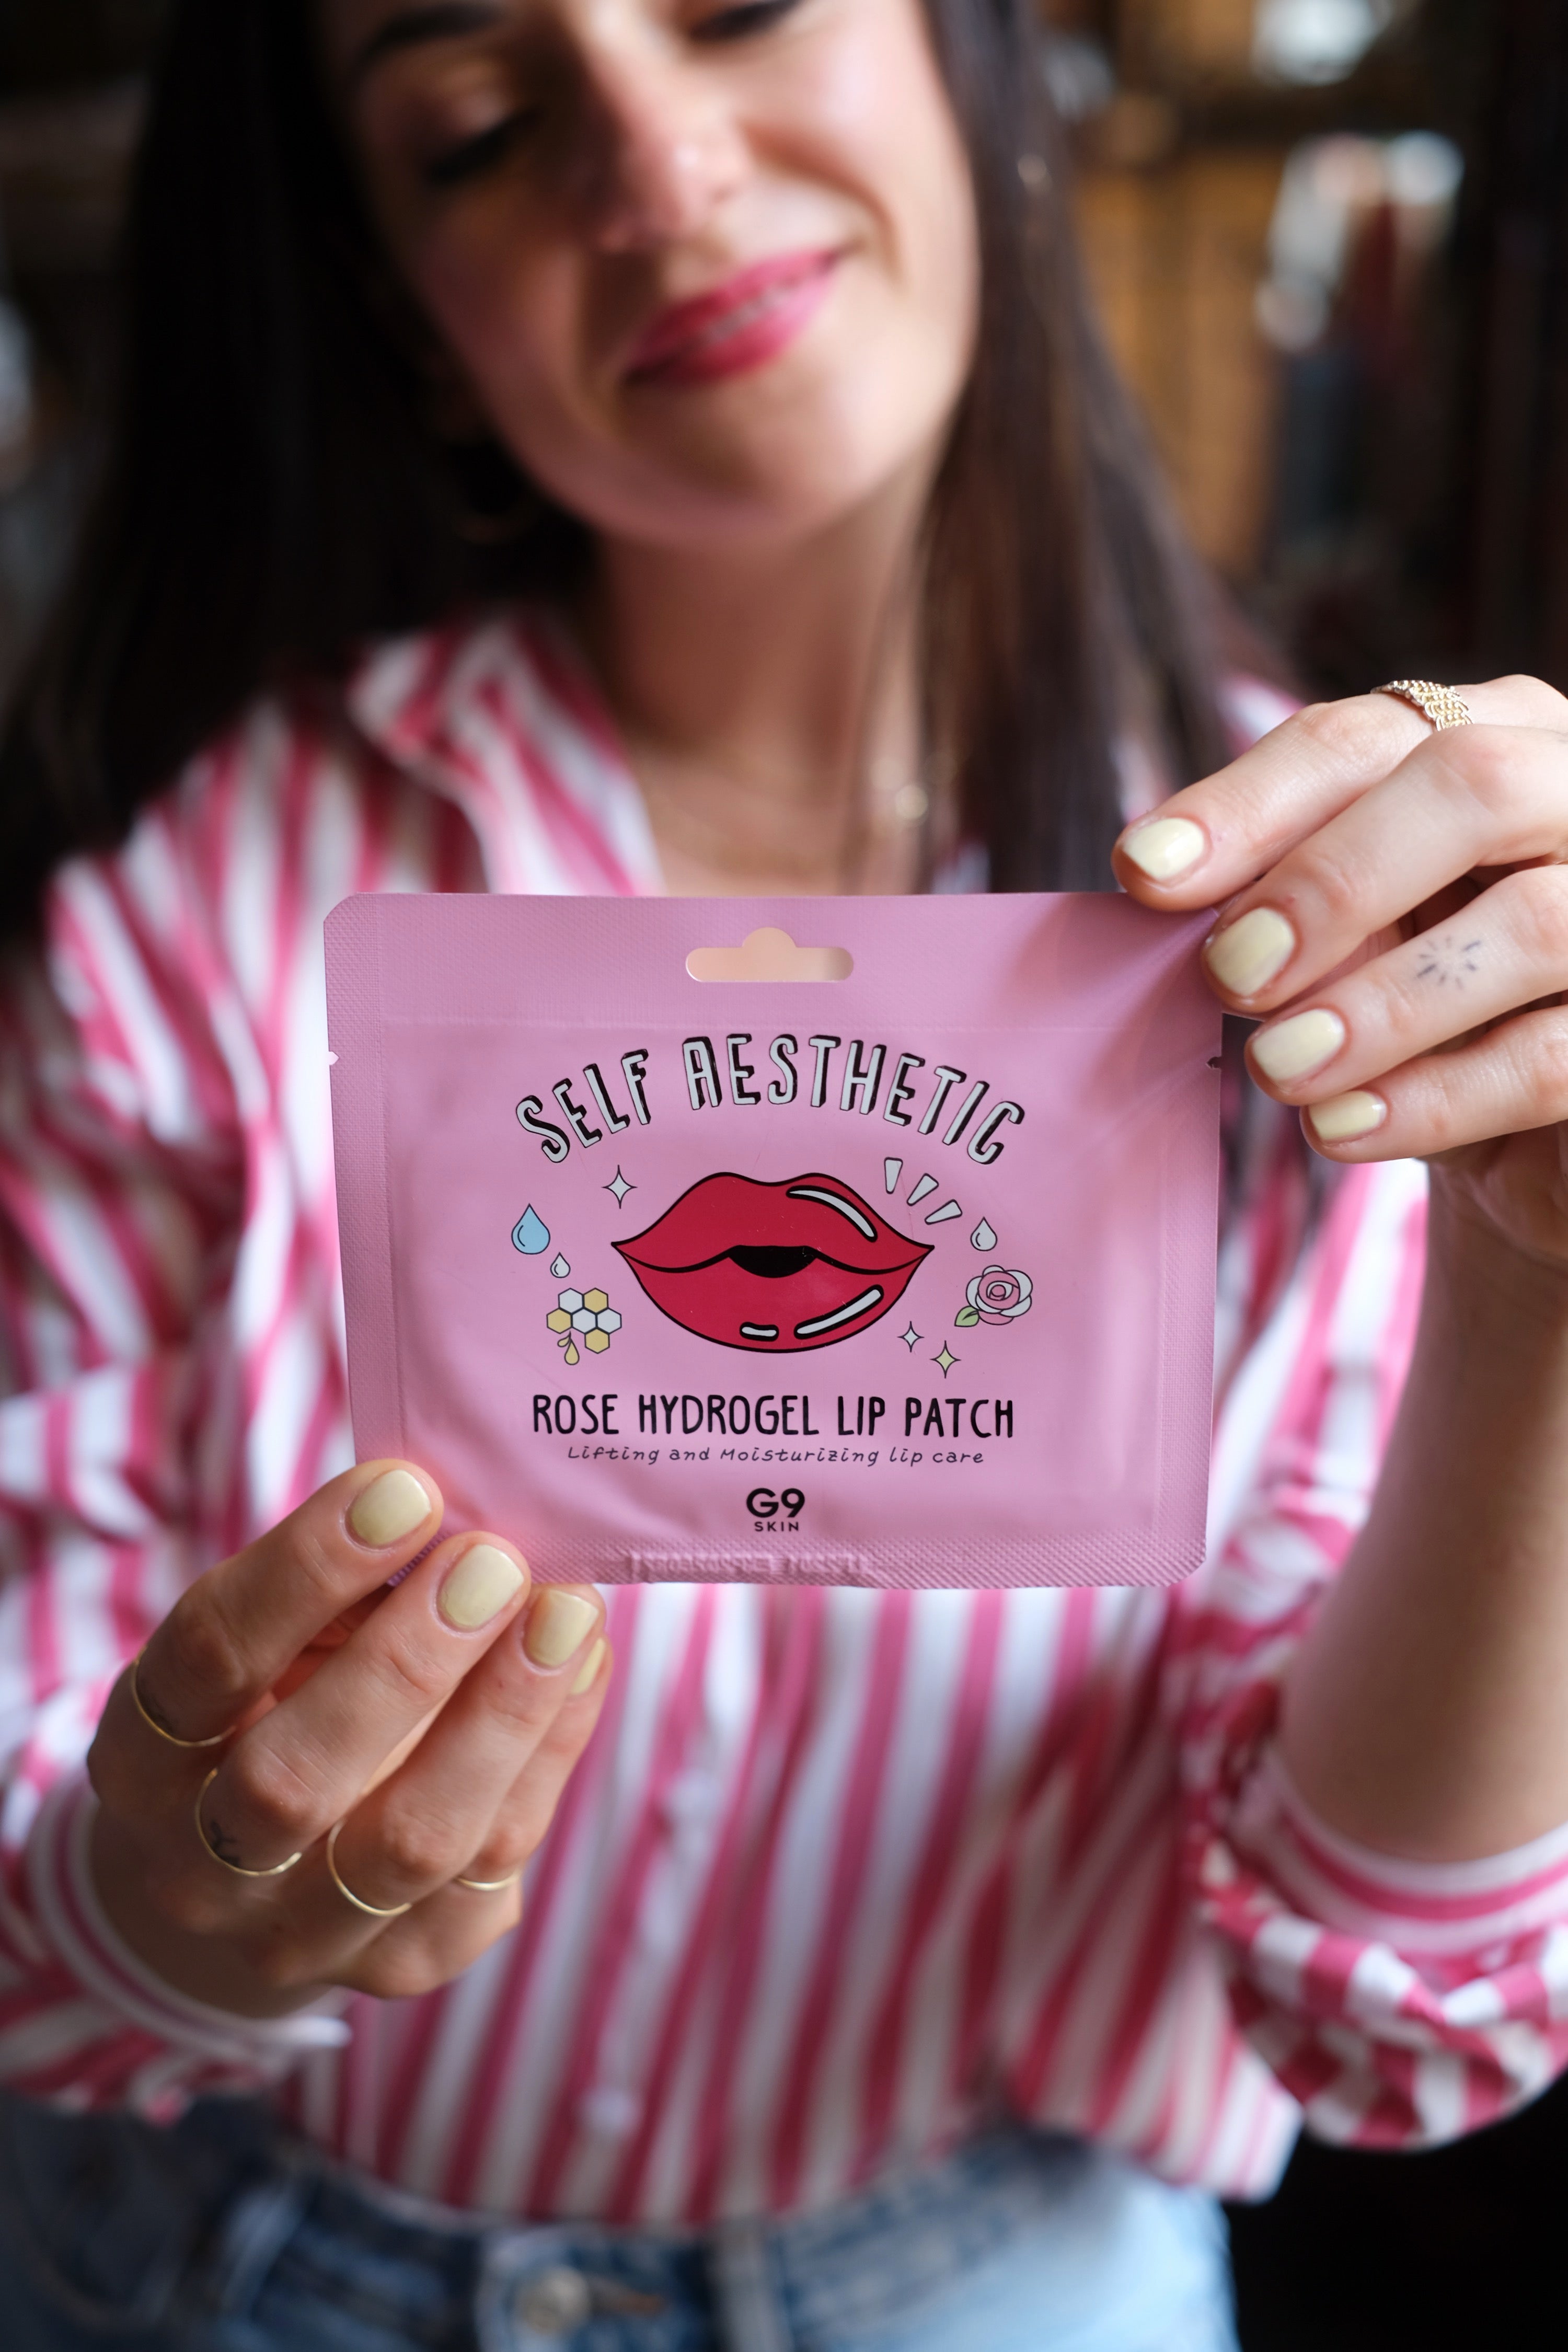 SELF AESTHETIC
ROSE HYDROGEL LIP PATCH
Lifting and Moisturizing lip care
G9
SKIN